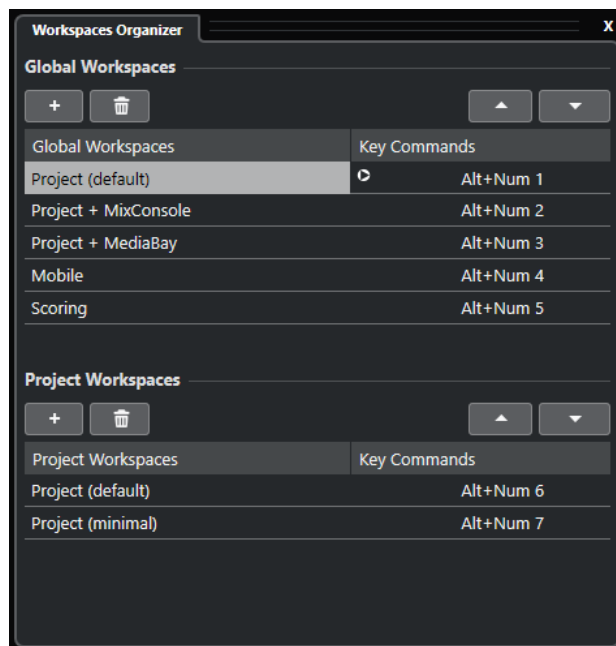 Workspaces Organizer X
Global Workspaces
+
Global Workspaces Key Commands
Project (default) Alt+Num 1
Project + MixConsole Alt+Num 2
Project + MediaBay Alt+Num 3
Mobile Alt+Num 4
Scoring Alt+Num 5
Project Workspaces
+
Project Workspaces Key Commands
Project (default) Alt+Num 6
Project (minimal) Alt+Num 7